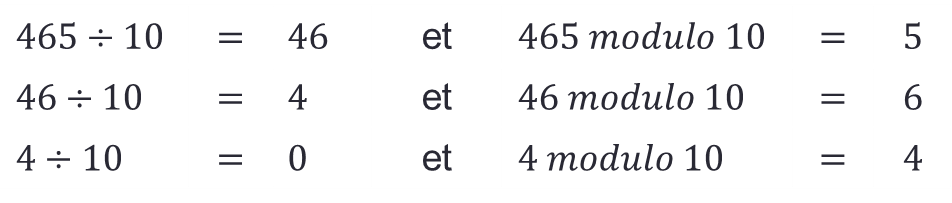 465 ÷ 10 = 46 et 465 modulo 10 = 5
46 ÷ 10 = 4 et 46 modulo 10 = 6
4 ÷ 10 = 0 et 4 modulo 10 = 4